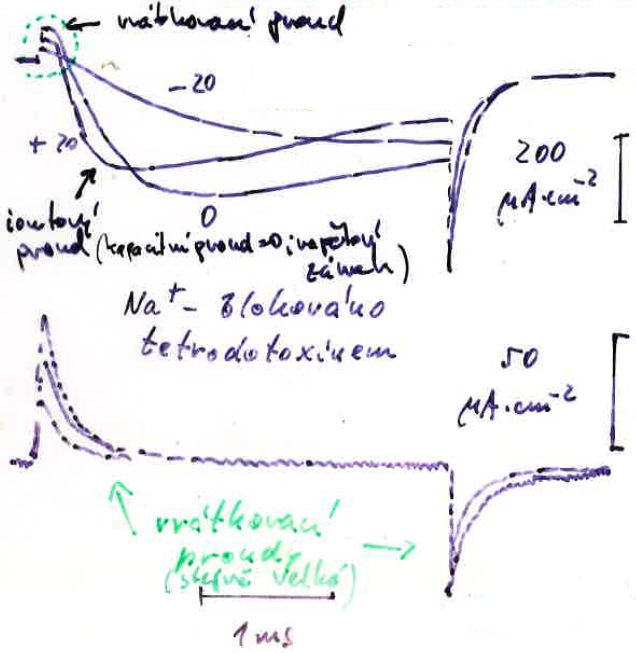 ← vrátkovací proud
-20
+20
0
200
μA·cm⁻²
iontový
proud (kapacitní proud=0, napěťový
zámek)
Na⁺ - blokováno
tetrodotoxinem
50
μA·cm⁻²
vrátkovací
proudy
(stejně velké)
1 ms